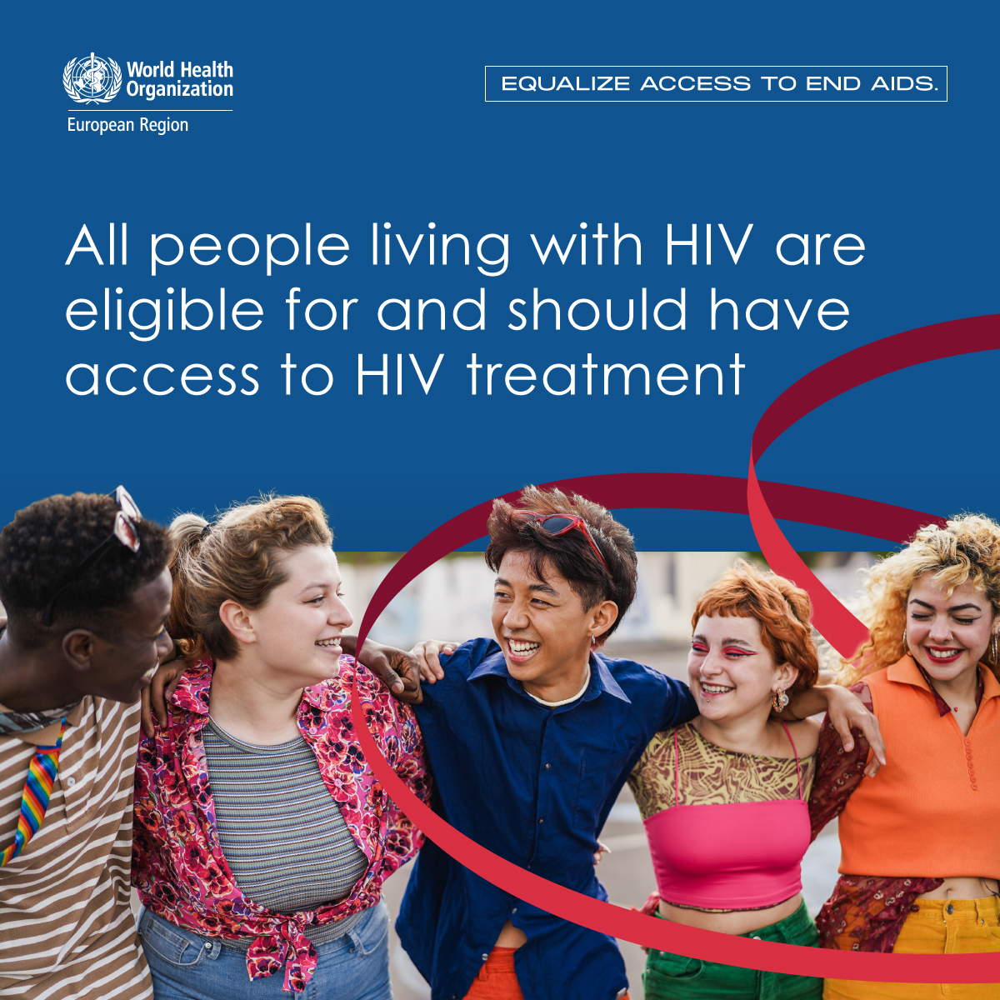 World Health
Organization
European Region
EQUALIZE ACCESS TO END AIDS.
All people living with HIV are
eligible for and should have
access to HIV treatment